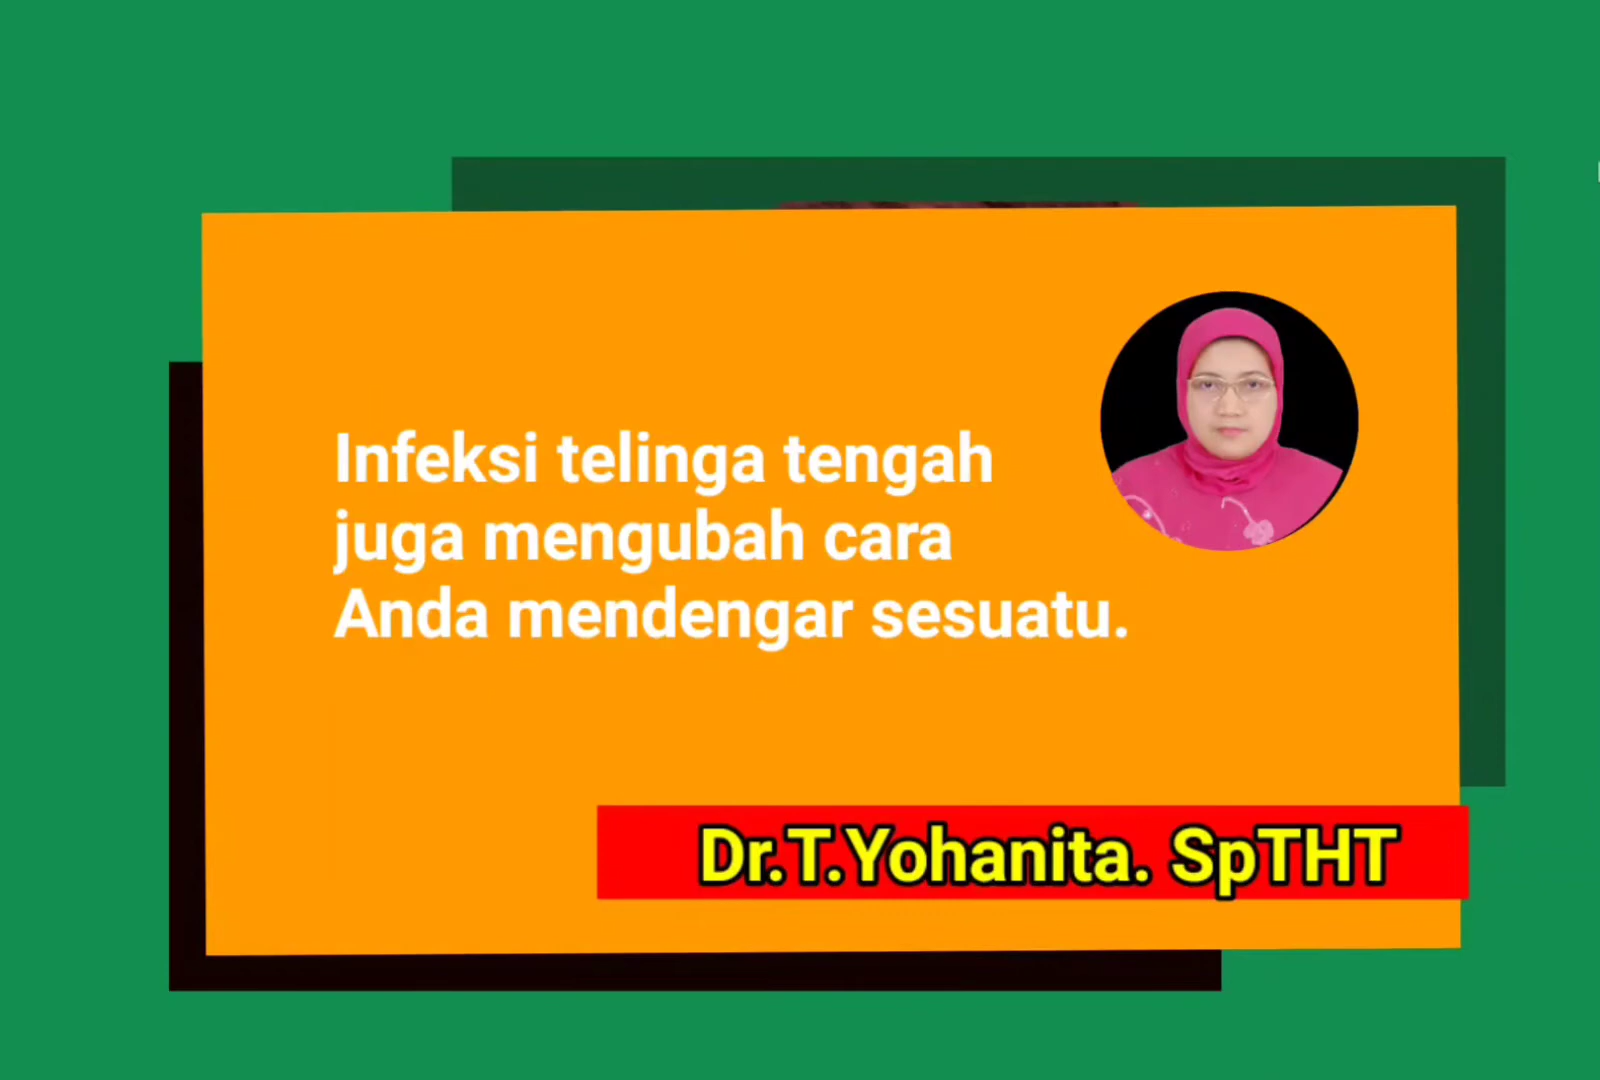 Infeksi telinga tengah
juga mengubah cara
Anda mendengar sesuatu.
Dr.T.Yohanita. SpTHT